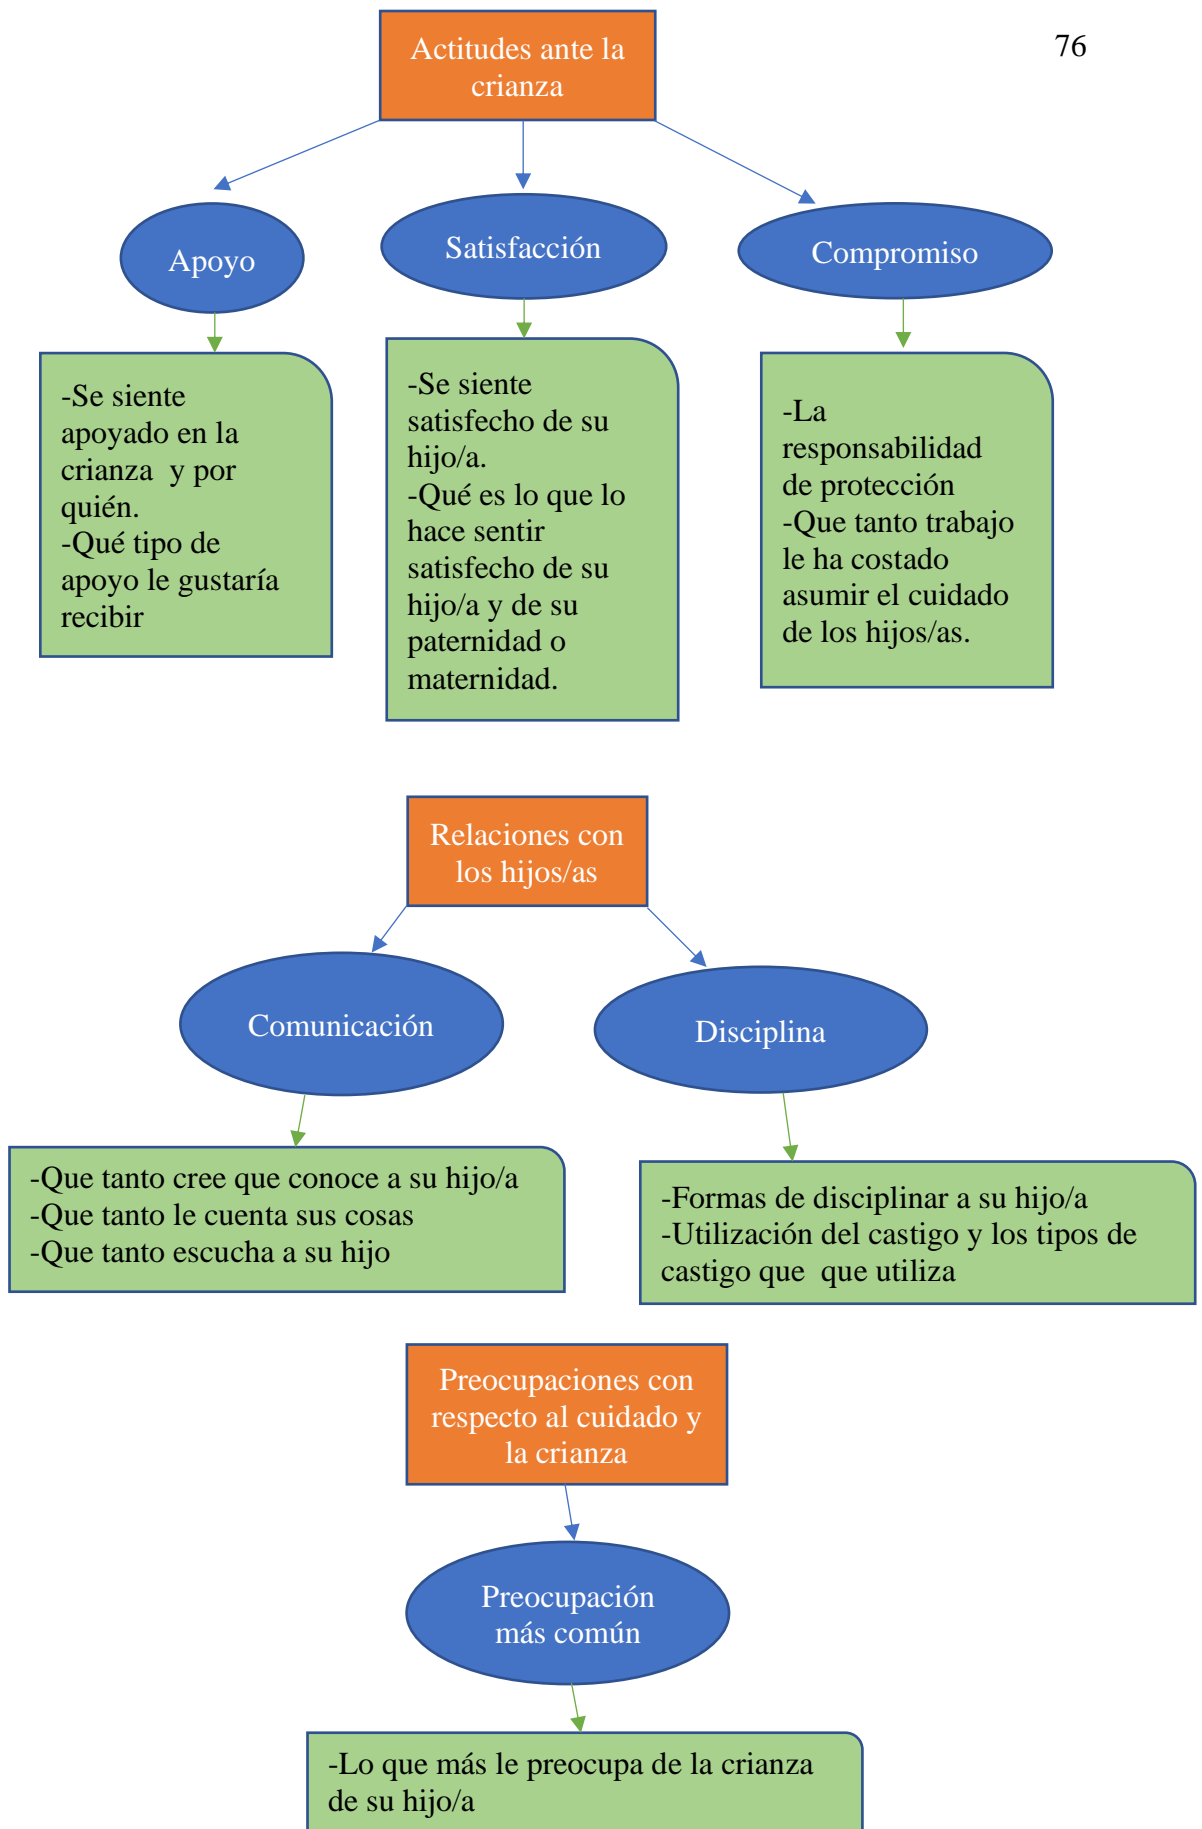 76
Actitudes ante la
crianza
Apoyo
Satisfacción
Compromiso
-Se siente
apoyado en la
crianza  y por
quién.
-Qué tipo de
apoyo le gustaría
recibir
-Se siente
satisfecho de su
hijo/a.
-Qué es lo que lo
hace sentir
satisfecho de su
hijo/a y de su
paternidad o
maternidad.
-La
responsabilidad
de protección
-Que tanto trabajo
le ha costado
asumir el cuidado
de los hijos/as.
Relaciones con
los hijos/as
Comunicación
Disciplina
-Que tanto cree que conoce a su hijo/a
-Que tanto le cuenta sus cosas
-Que tanto escucha a su hijo
-Formas de disciplinar a su hijo/a
-Utilización del castigo y los tipos de
castigo que  que utiliza
Preocupaciones con
respecto al cuidado y
la crianza
Preocupación
más común
-Lo que más le preocupa de la crianza
de su hijo/a